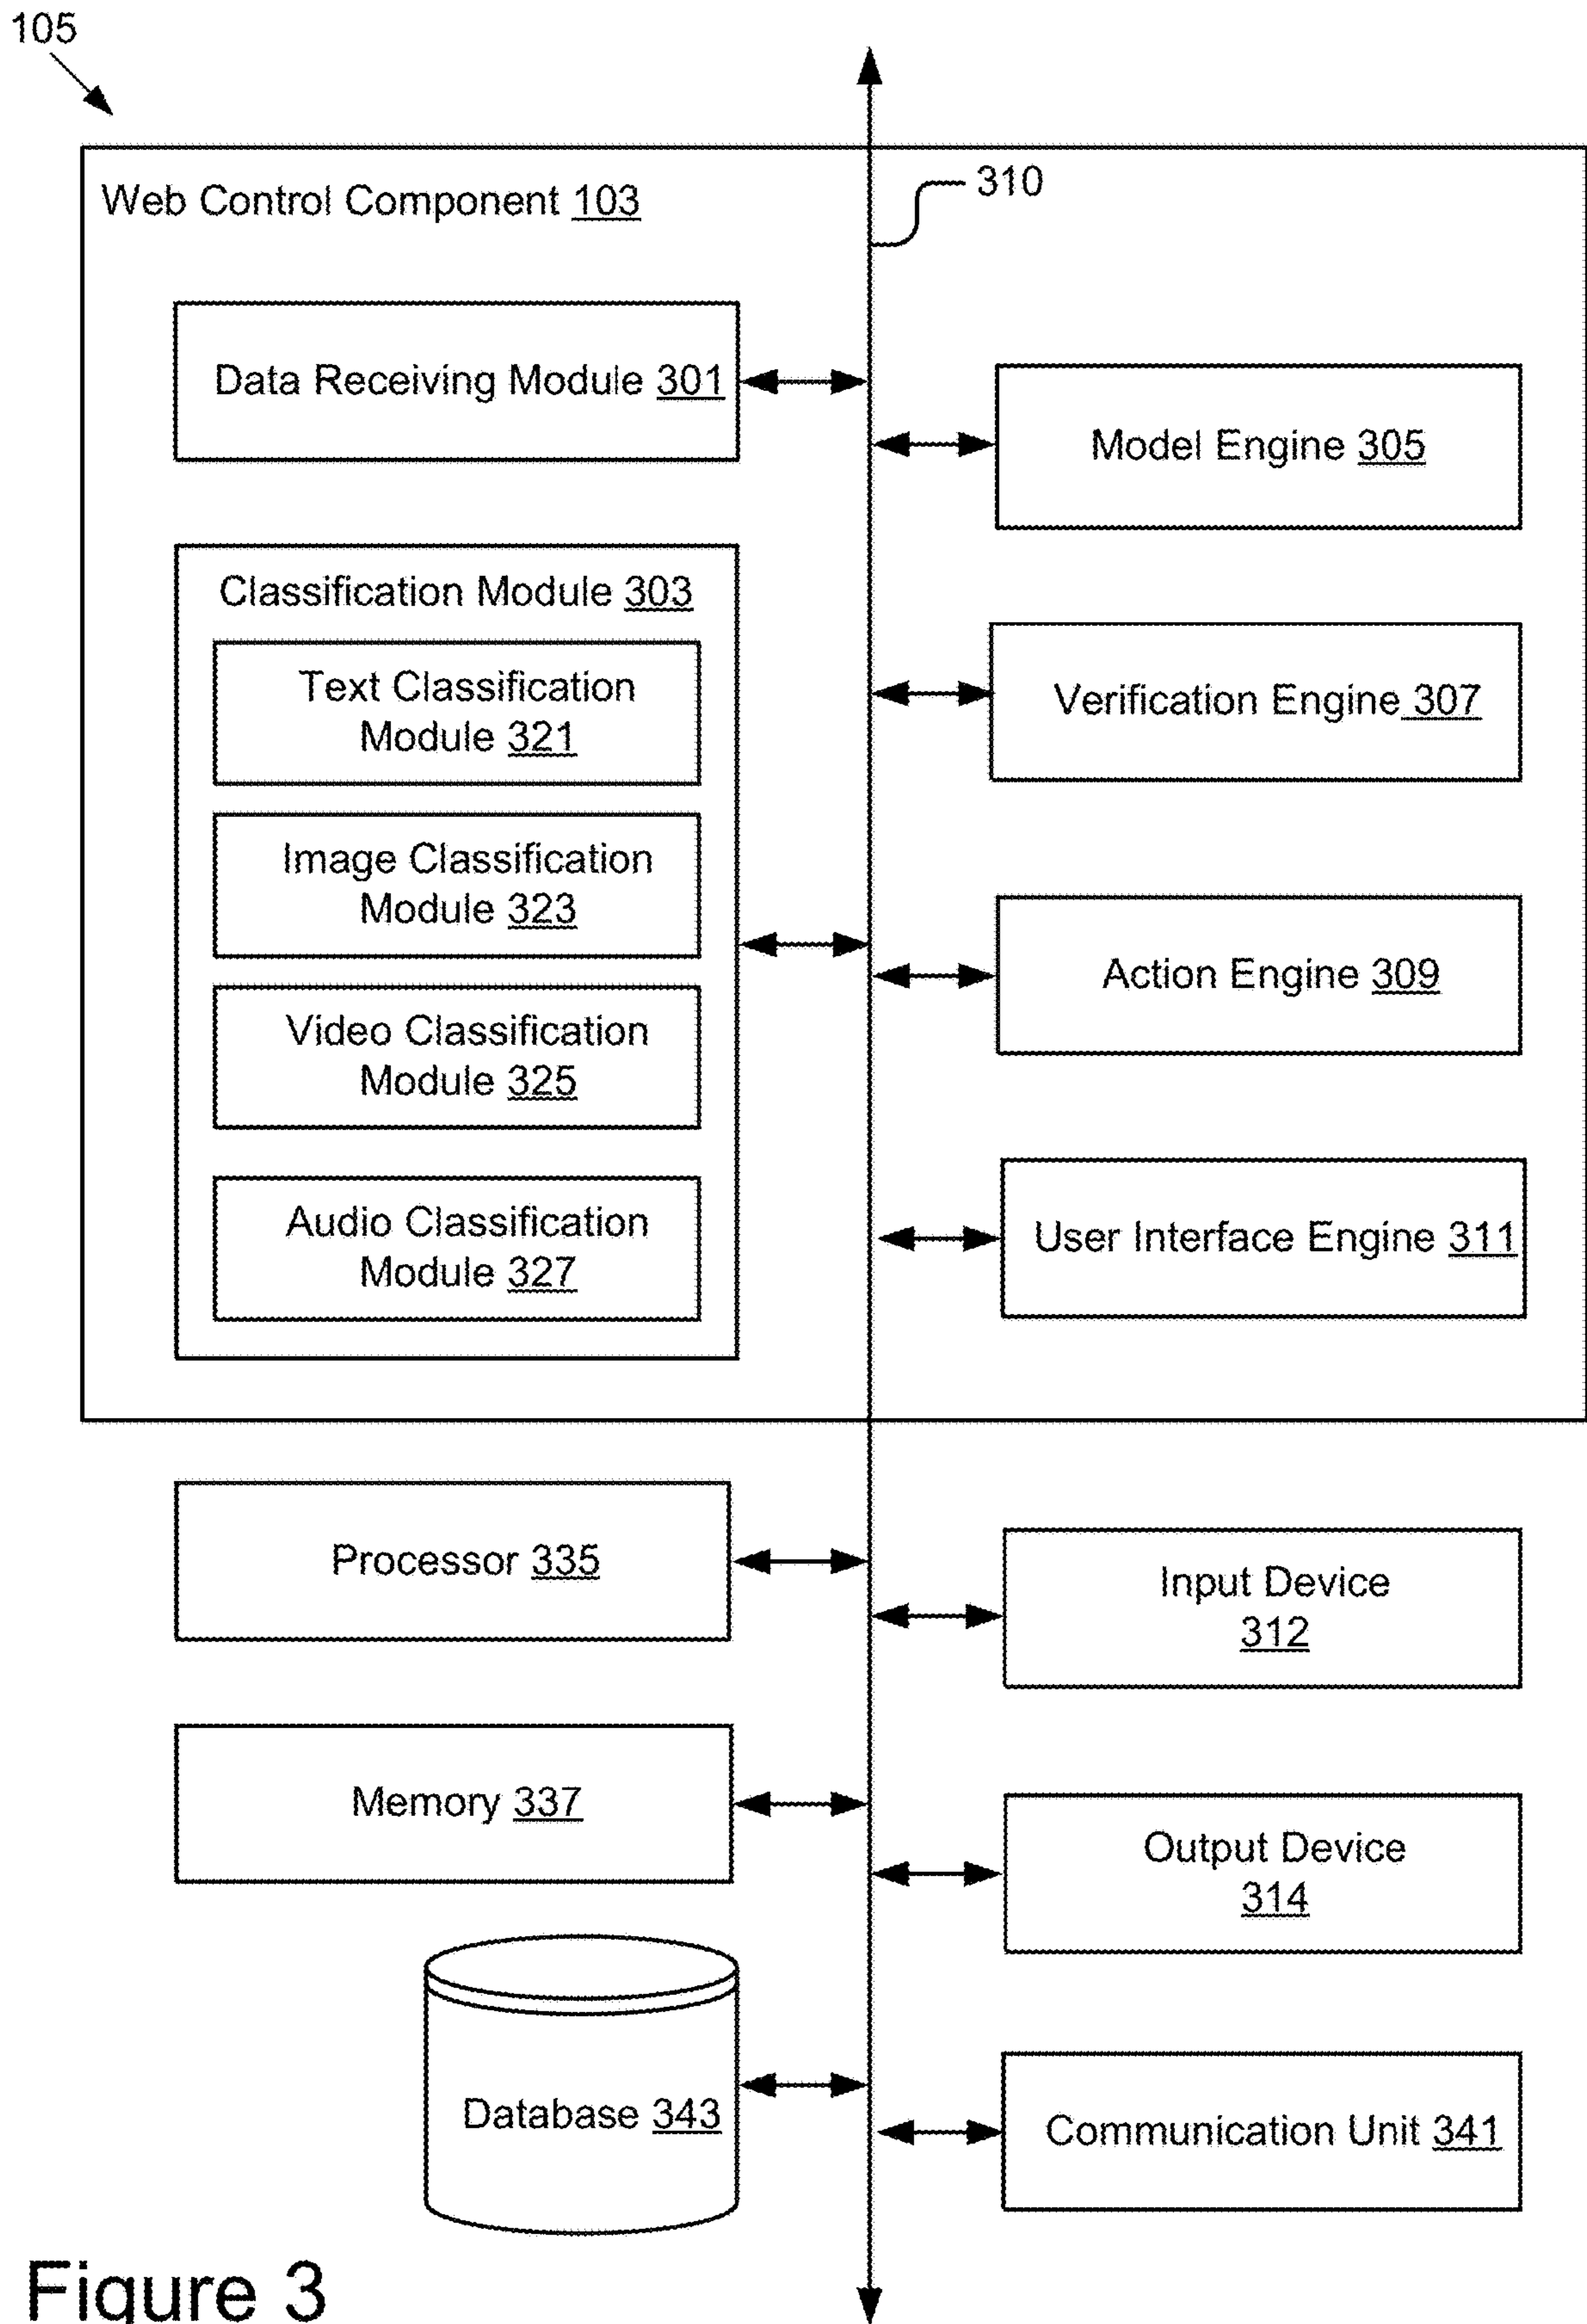 105
310
Web Control Component 103
Data Receiving Module 301
Model Engine 305
Classification Module 303
Text Classification
Module 321
Image Classification
Module 323
Video Classification
Module 325
Audio Classification
Module 327
Verification Engine 307
Action Engine 309
User Interface Engine 311
Processor 335
Input Device
312
Memory 337
Output Device
314
Database 343
Communication Unit 341
Figure 3